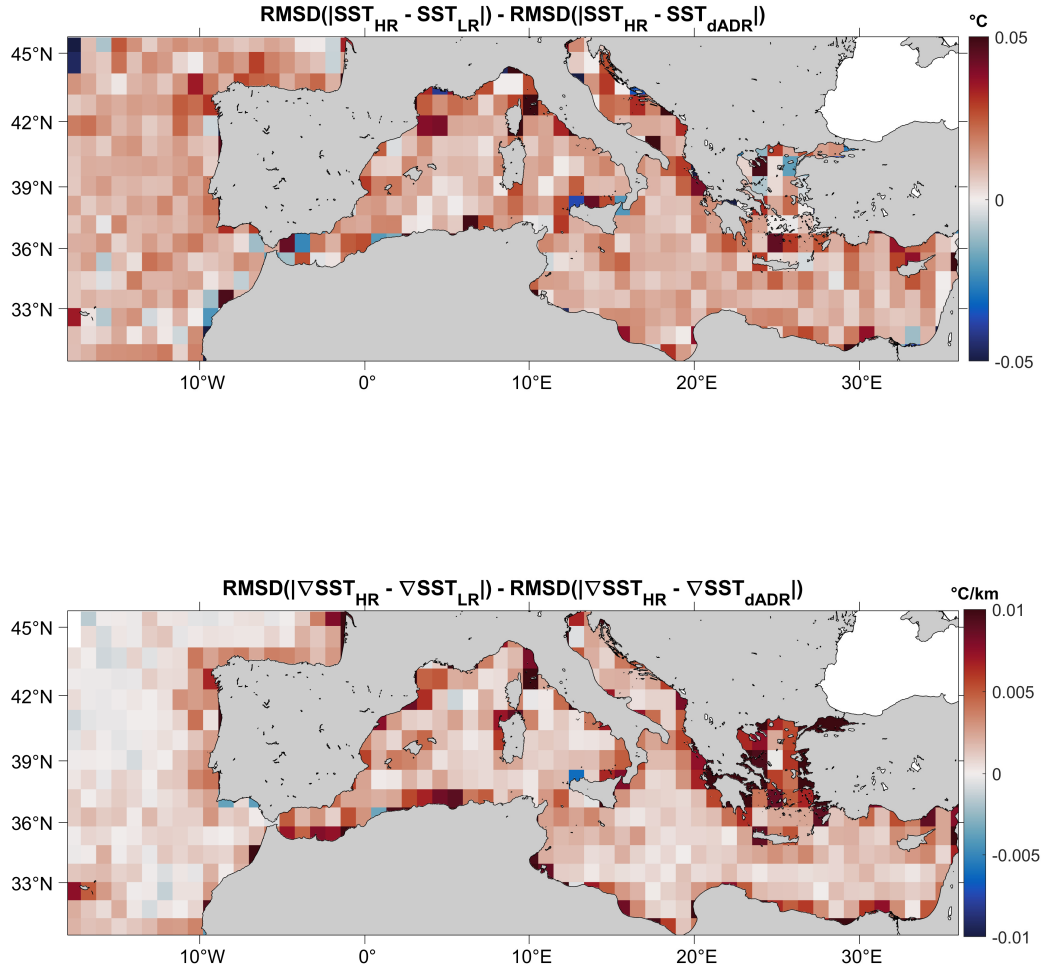 RMSD(|SST_HR - SST_LR|) - RMSD(|SST_HR - SST_dADR|)
°C
45°N
42°N
39°N
36°N
33°N
10°W 0° 10°E 20°E 30°E
0.05
0
-0.05
RMSD(|∇SST_HR - ∇SST_LR|) - RMSD(|∇SST_HR - ∇SST_dADR|)
°C/km
45°N
42°N
39°N
36°N
33°N
10°W 0° 10°E 20°E 30°E
0.01
0.005
0
-0.005
-0.01